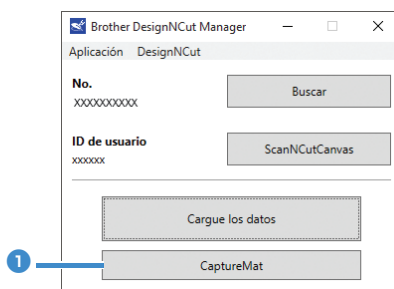 Brother DesignNCut Manager
Aplicación DesignNCut
No.
XXXXXXXXXX
Buscar
ID de usuario
xxxxxx
ScanNCutCanvas
Cargue los datos
1
CaptureMat